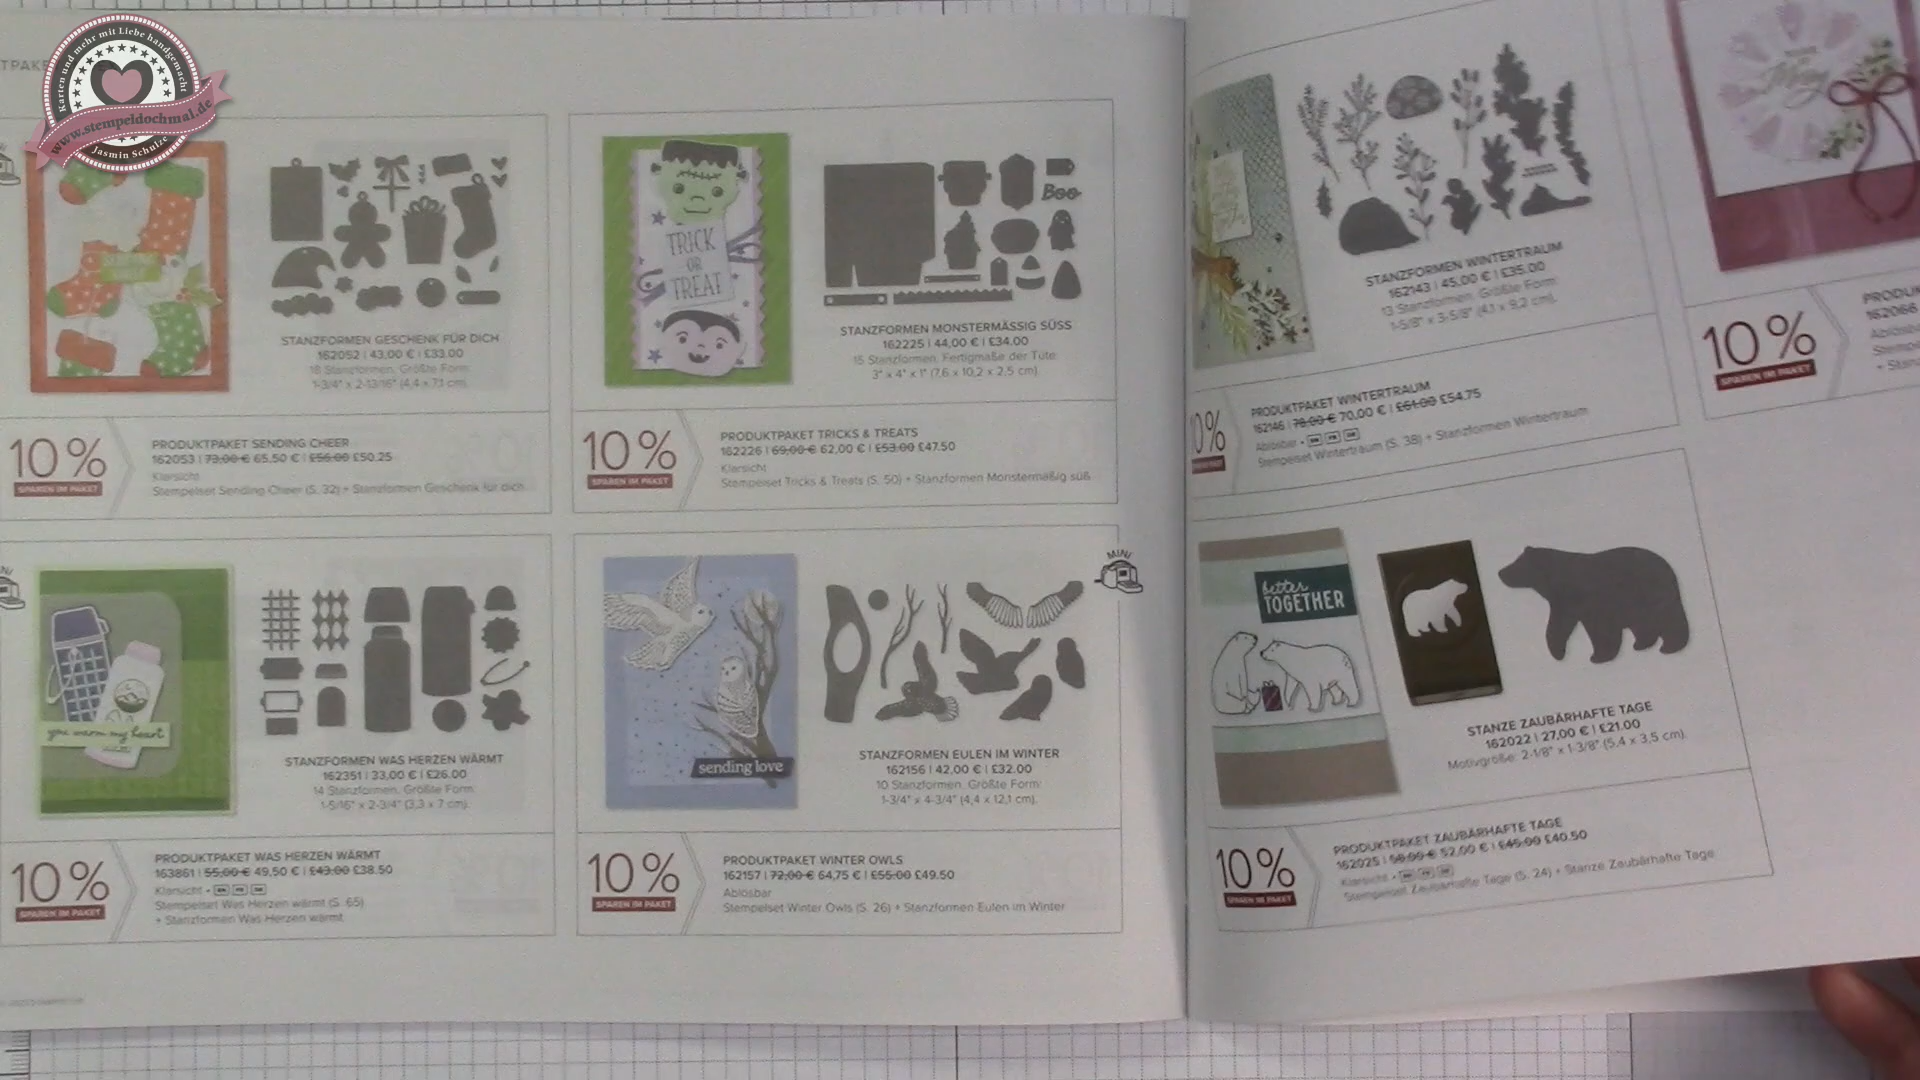 Karten und mehr mit Liebe handgemacht
www.stempeldochmal.de
Jasmin Schulze
STANZFORMEN GESCHENK FÜR DICH
162052 | 43,00 € | £33.00
18 Stanzformen. Größte Form:
1-3/4" x 2-13/16" (4,4 x 7,1 cm).
10%
SPAREN IM PAKET
PRODUKTPAKET SENDING CHEER
162053 | 73,00 € 65,50 € | £56.00 £50.25
Klarsicht
Stempelset Sending Cheer (S. 32) + Stanzformen Geschenk für dich
TRICK
OR
TREAT
Boo
STANZFORMEN MONSTERMÄSSIG SÜSS
162225 | 44,00 € | £34.00
15 Stanzformen. Fertigmaße der Tüte:
3" x 4" x 1" (7,6 x 10,2 x 2,5 cm).
10%
SPAREN IM PAKET
PRODUKTPAKET TRICKS & TREATS
162226 | 69,00 € 62,00 € | £53.00 £47.50
Klarsicht
Stempelset Tricks & Treats (S. 50) + Stanzformen Monstermäßig süß
you warm my heart
STANZFORMEN WAS HERZEN WÄRMT
162351 | 33,00 € | £26.00
14 Stanzformen. Größte Form:
1-5/16" x 2-3/4" (3,3 x 7 cm).
10%
SPAREN IM PAKET
PRODUKTPAKET WAS HERZEN WÄRMT
163861 | 55,00 € 49,50 € | £43.00 £38.50
Klarsicht • EN FR DE
Stempelset Was Herzen wärmt (S. 65)
+ Stanzformen Was Herzen wärmt
MINI
sending love
STANZFORMEN EULEN IM WINTER
162156 | 42,00 € | £32.00
10 Stanzformen. Größte Form:
1-3/4" x 4-3/4" (4,4 x 12,1 cm).
10%
SPAREN IM PAKET
PRODUKTPAKET WINTER OWLS
162157 | 72,00 € 64,75 € | £55.00 £49.50
Ablösbar
Stempelset Winter Owls (S. 26) + Stanzformen Eulen im Winter
STANZFORMEN WINTERTRAUM
162143 | 45,00 € | £35.00
13 Stanzformen. Größte Form:
1-5/8" x 3-5/8" (4,1 x 9,2 cm).
10%
PRODUKTPAKET WINTERTRAUM
162146 | 78,00 € 70,00 € | £61.00 £54.75
Ablösbar • EN FR DE
Stempelset Wintertraum (S. 38) + Stanzformen Wintertraum
10%
SPAREN IM PAKET
162066
better
TOGETHER
STANZE ZAUBÄRHAFTE TAGE
162022 | 27,00 € | £21.00
Motivgröße: 2-1/8" x 1-3/8" (5,4 x 3,5 cm).
10%
SPAREN IM PAKET
PRODUKTPAKET ZAUBÄRHAFTE TAGE
162025 | 58,00 € 52,00 € | £45.00 £40.50
Klarsicht • EN FR DE
Stempelset Zaubärhafte Tage (S. 24) + Stanze Zaubärhafte Tage